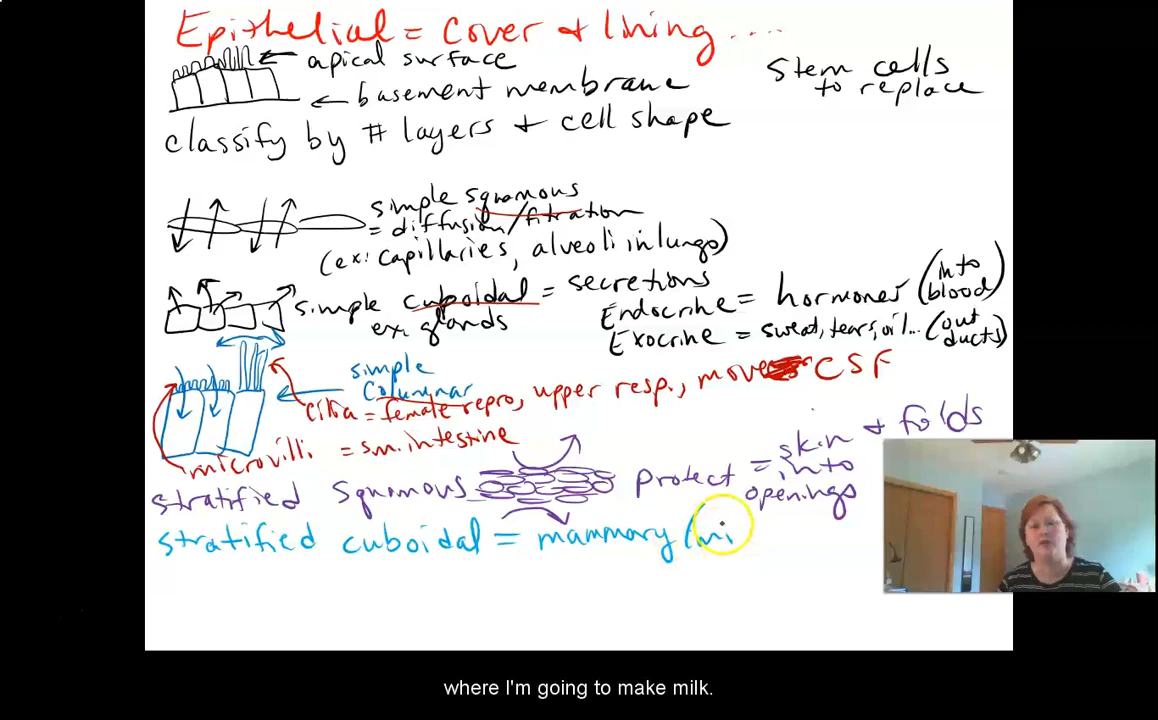 Epithelial = cover + lining ....
apical surface
basement membrane
stem cells
to replace
classify by # layers + cell shape
simple squamous
= diffusion/filtration
(ex: capillaries, alveoli in lungs)
simple cuboidal = secretions
ex: glands
Endocrine = hormones (into
blood)
Exocrine = sweat, tears, oil... (out
ducts)
simple
Columnar
cilia = female repro, upper resp., move CSF
microvilli = sm. intestine
stratified squamous protect = skin + folds
into
openings
stratified cuboidal = mammary (mi
where I'm going to make milk.